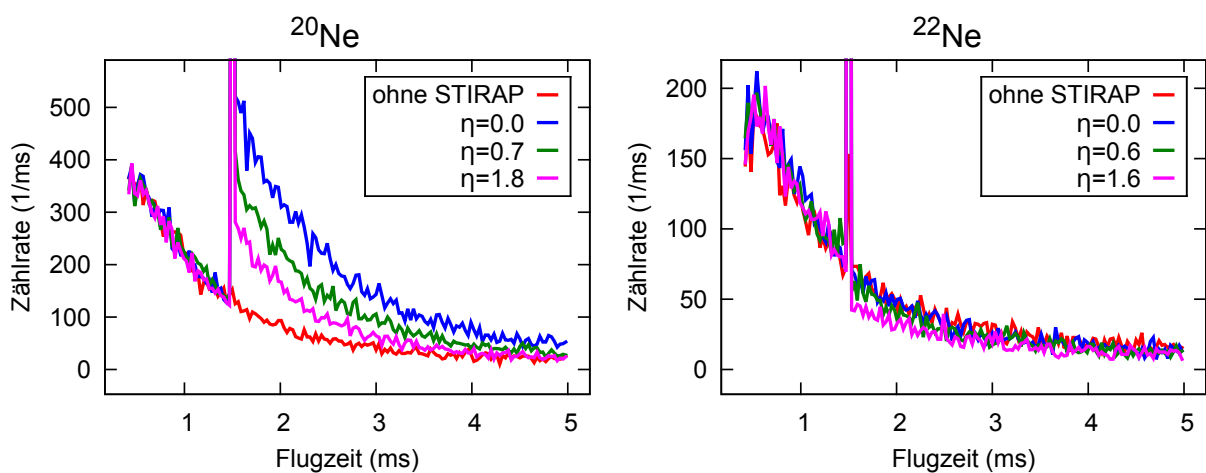 ²⁰Ne
Zählrate (1/ms)
500
400
300
200
100
0
ohne STIRAP
η=0.0
η=0.7
η=1.8
1 2 3 4 5
Flugzeit (ms)
²²Ne
Zählrate (1/ms)
200
150
100
50
0
ohne STIRAP
η=0.0
η=0.6
η=1.6
1 2 3 4 5
Flugzeit (ms)